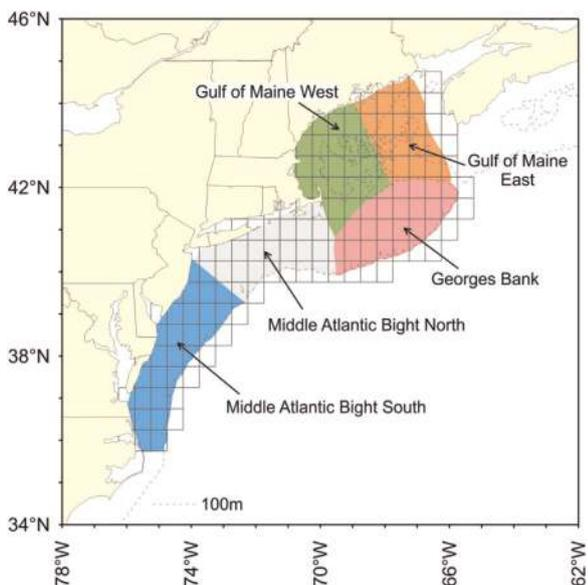 46°N
Gulf of Maine West
Gulf of Maine
East
42°N
Georges Bank
Middle Atlantic Bight North
38°N
Middle Atlantic Bight South
100m
34°N
78°W
74°W
70°W
66°W
62°W